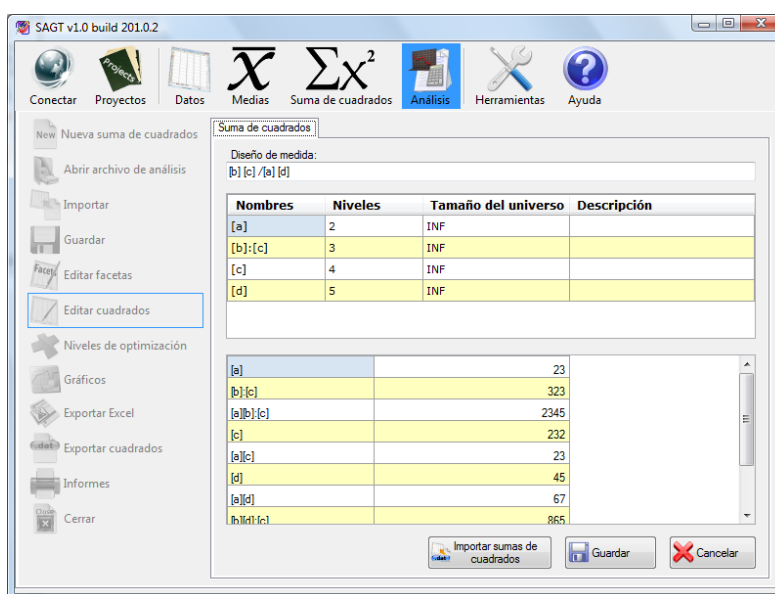 SAGT v1.0 build 201.0.2
Conectar Proyectos Datos Medias Suma de cuadrados Análisis Herramientas Ayuda
Projects
X
Σx²
New Nueva suma de cuadrados
Abrir archivo de análisis
Importar
Guardar
Facets Editar facetas
Editar cuadrados
Niveles de optimización
Gráficos
Exportar Excel
dat Exportar cuadrados
Informes
Close Cerrar
Suma de cuadrados
Diseño de medida:
[b] [c] /[a] [d]
Nombres Niveles Tamaño del universo Descripción
[a] 2 INF
[b]:[c] 3 INF
[c] 4 INF
[d] 5 INF
[a] 23
[b]:[c] 323
[a][b]:[c] 2345
[c] 232
[a][c] 23
[d] 45
[a][d] 67
[b][d]:[c] 865
Importar sumas de cuadrados Guardar Cancelar